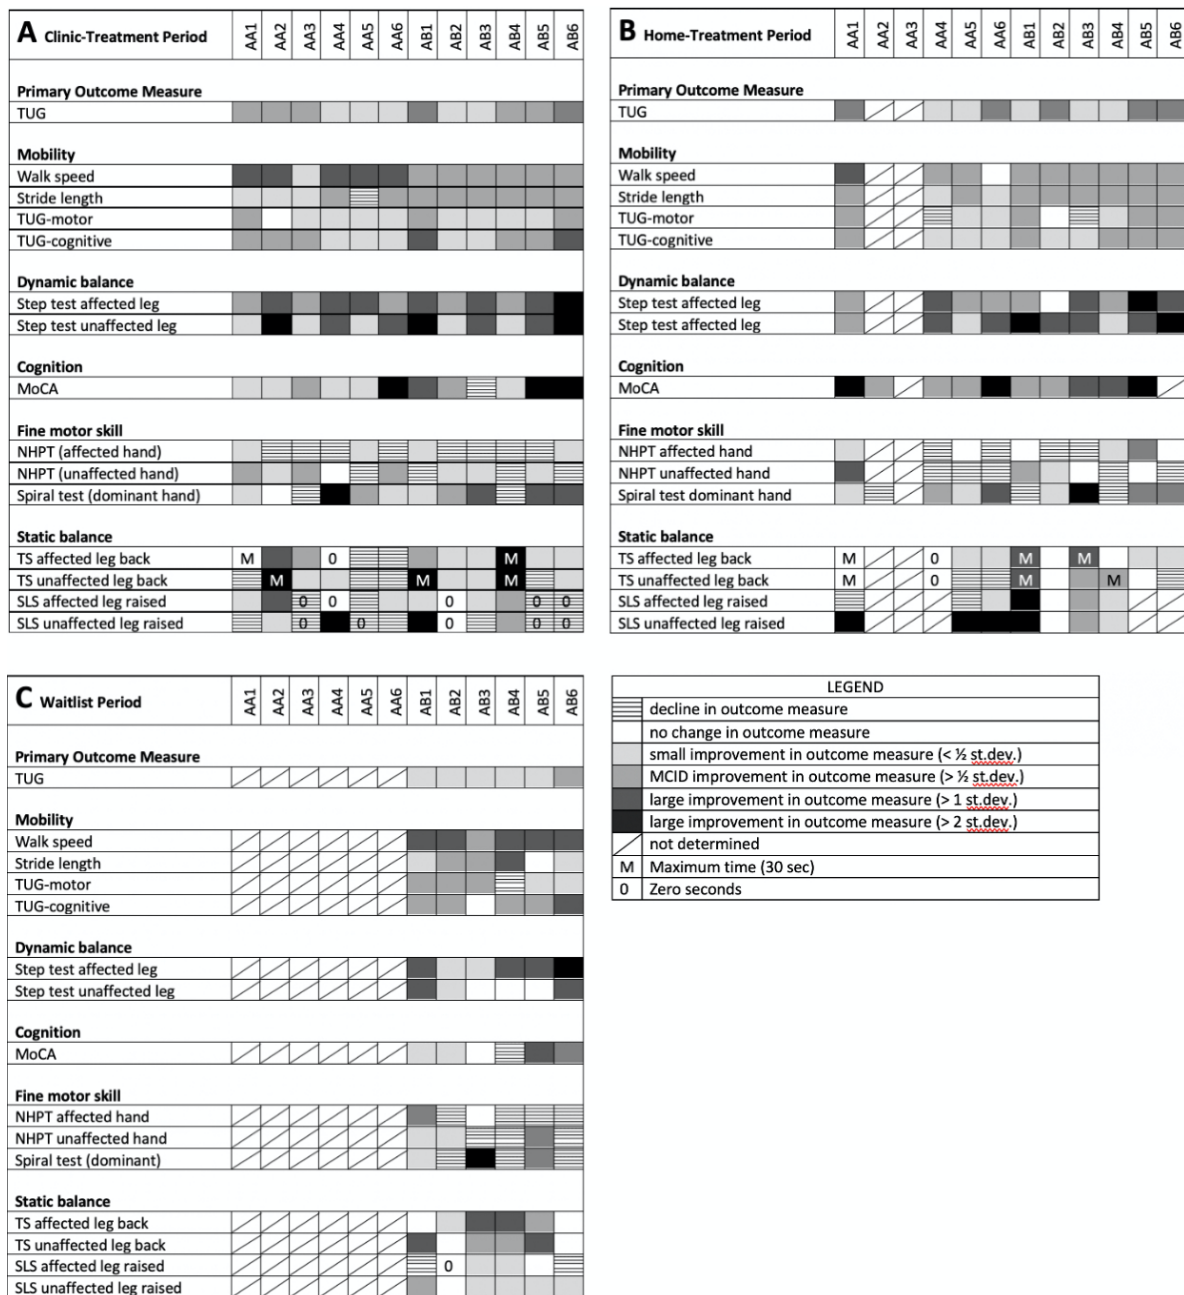 A Clinic-Treatment Period AA1 AA2 AA3 AA4 AA5 AA6 AB1 AB2 AB3 AB4 AB5 AB6
Primary Outcome Measure
TUG
Mobility
Walk speed
Stride length
TUG-motor
TUG-cognitive
Dynamic balance
Step test affected leg
Step test unaffected leg
Cognition
MoCA
Fine motor skill
NHPT (affected hand)
NHPT (unaffected hand)
Spiral test (dominant hand)
Static balance
TS affected leg back M 0 M
TS unaffected leg back M M M
SLS affected leg raised 0 0 0 0 0
SLS unaffected leg raised 0 0 0 0 0
B Home-Treatment Period AA1 AA2 AA3 AA4 AA5 AA6 AB1 AB2 AB3 AB4 AB5 AB6
Primary Outcome Measure
TUG
Mobility
Walk speed
Stride length
TUG-motor
TUG-cognitive
Dynamic balance
Step test affected leg
Step test affected leg
Cognition
MoCA
Fine motor skill
NHPT affected hand
NHPT unaffected hand
Spiral test dominant hand
Static balance
TS affected leg back M 0 M M
TS unaffected leg back M 0 M M
SLS affected leg raised
SLS unaffected leg raised
C Waitlist Period AA1 AA2 AA3 AA4 AA5 AA6 AB1 AB2 AB3 AB4 AB5 AB6
Primary Outcome Measure
TUG
Mobility
Walk speed
Stride length
TUG-motor
TUG-cognitive
Dynamic balance
Step test affected leg
Step test unaffected leg
Cognition
MoCA
Fine motor skill
NHPT affected hand
NHPT unaffected hand
Spiral test (dominant)
Static balance
TS affected leg back
TS unaffected leg back
SLS affected leg raised 0
SLS unaffected leg raised
LEGEND
decline in outcome measure
no change in outcome measure
small improvement in outcome measure (< ½ st.dev.)
MCID improvement in outcome measure (> ½ st.dev.)
large improvement in outcome measure (> 1 st.dev.)
large improvement in outcome measure (> 2 st.dev.)
not determined
M Maximum time (30 sec)
0 Zero seconds